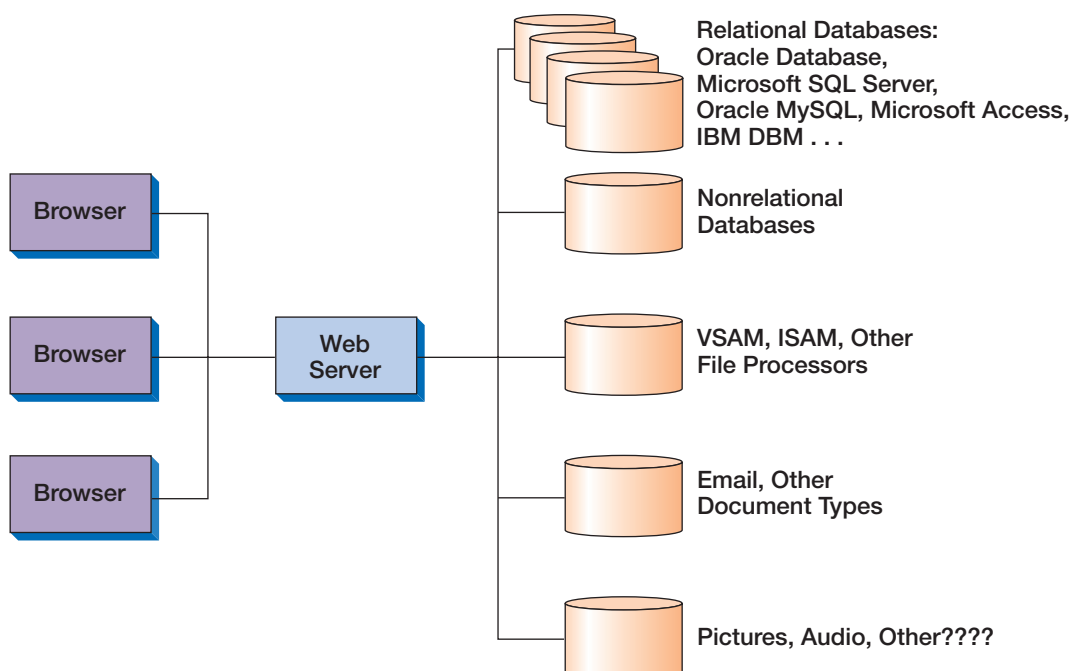 Relational Databases:
Oracle Database,
Microsoft SQL Server,
Oracle MySQL, Microsoft Access,
IBM DBM . . .
Browser
Nonrelational
Databases
Browser
Web
Server
VSAM, ISAM, Other
File Processors
Browser
Email, Other
Document Types
Pictures, Audio, Other????